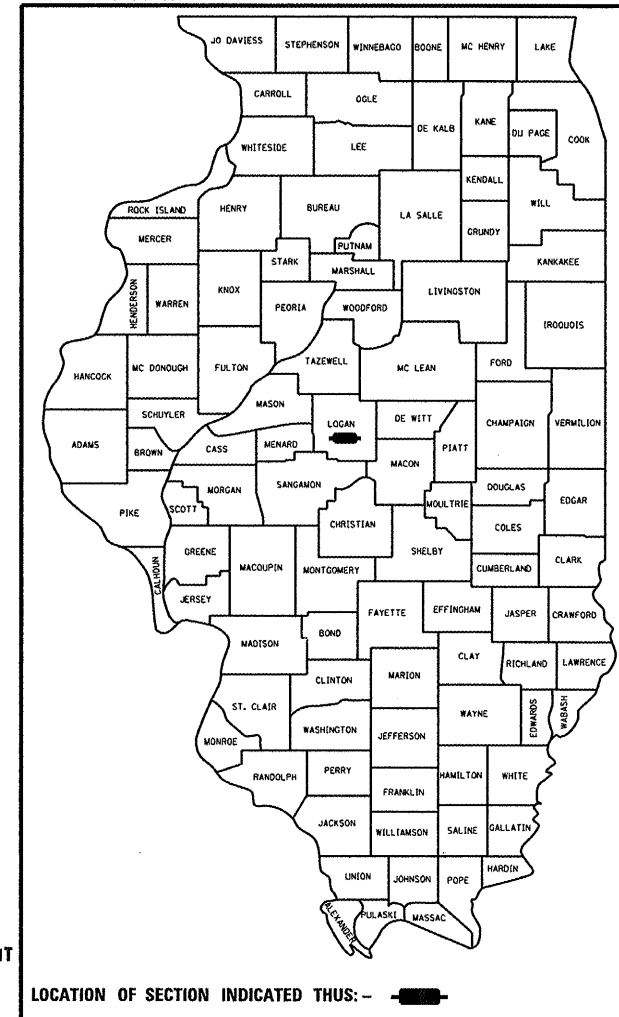 JO DAVIESS STEPHENSON WINNEBAGO BOONE MC HENRY LAKE
CARROLL OGLE DE KALB KANE DU PAGE COOK
WHITESIDE LEE KENDALL WILL
ROCK ISLAND HENRY BUREAU LA SALLE GRUNDY
MERCER PUTNAM KANKAKEE
STARK MARSHALL
HENDERSON WARREN KNOX PEORIA WOODFORD LIVINGSTON IROQUOIS
HANCOCK MC DONOUGH FULTON TAZEWELL MC LEAN FORD
SCHUYLER MASON LOGAN DE WITT CHAMPAIGN VERMILION
ADAMS BROWN CASS MENARD MACON PIATT
PIKE SCOTT MORGAN SANGAMON MOULTRIE DOUGLAS EDGAR
CHRISTIAN COLES
GREENE MACOUPIN MONTGOMERY SHELBY CUMBERLAND CLARK
CALHOUN JERSEY FAYETTE EFFINGHAM JASPER CRAWFORD
MADISON BOND CLAY RICHLAND LAWRENCE
CLINTON MARION
ST. CLAIR WAYNE EDWARDS WABASH
MONROE WASHINGTON JEFFERSON
RANDOLPH PERRY HAMILTON WHITE
FRANKLIN
JACKSON WILLIAMSON SALINE GALLATIN
UNION JOHNSON POPE HARDIN
ALEXANDER PULASKI MASSAC
LOCATION OF SECTION INDICATED THUS: -